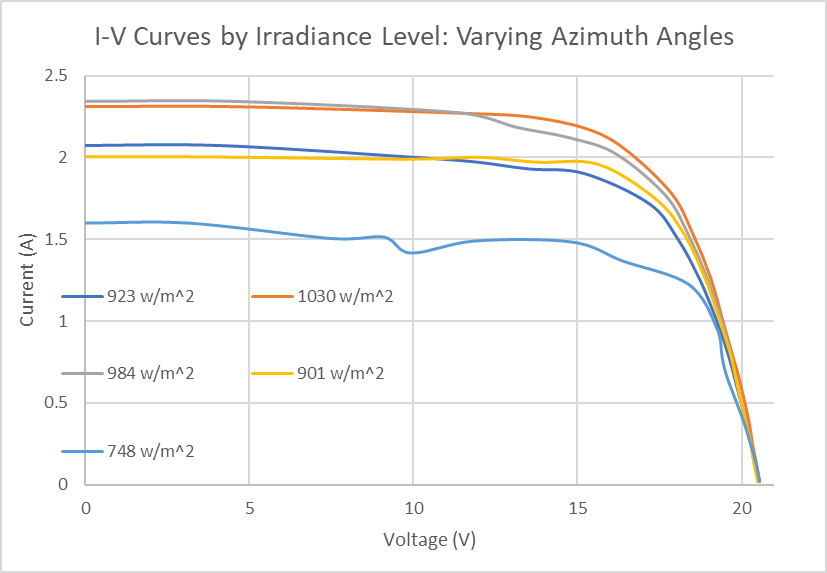 I-V Curves by Irradiance Level: Varying Azimuth Angles
2.5
2
1.5
1
0.5
0
Current (A)
923 w/m^2
1030 w/m^2
984 w/m^2
901 w/m^2
748 w/m^2
0
5
10
15
20
Voltage (V)